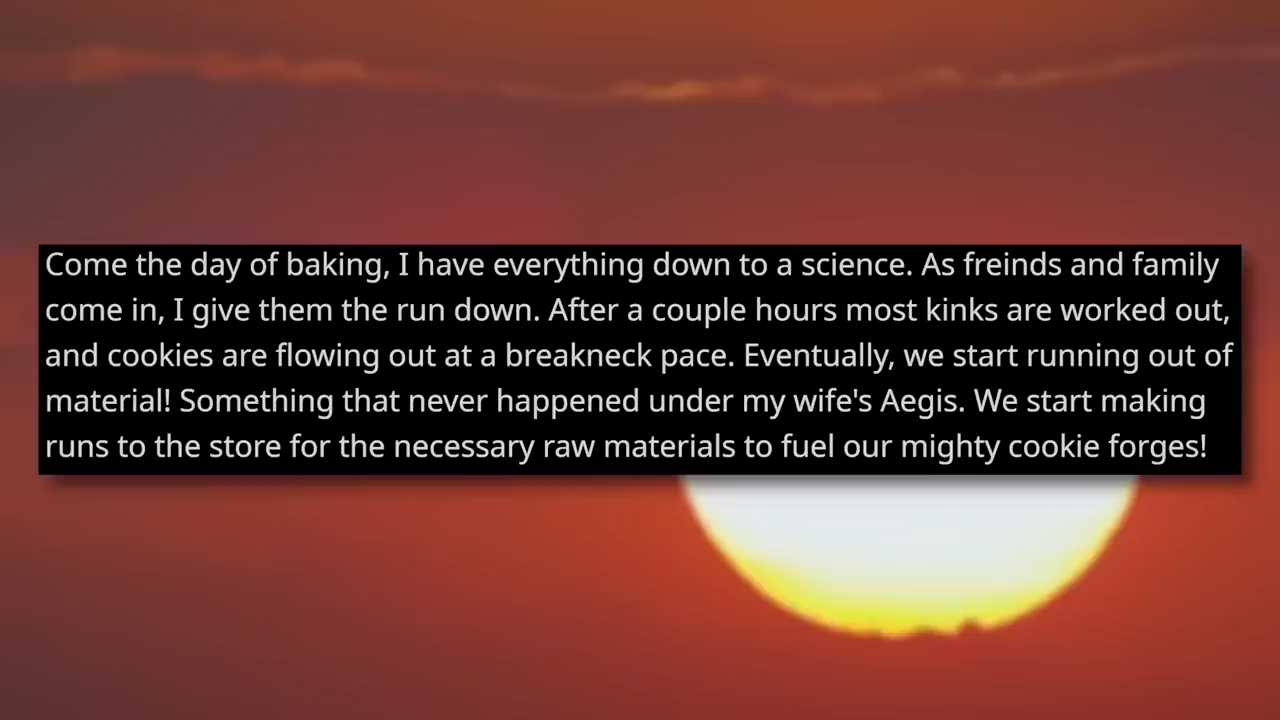 Come the day of baking, I have everything down to a science. As freinds and family
come in, I give them the run down. After a couple hours most kinks are worked out,
and cookies are flowing out at a breakneck pace. Eventually, we start running out of
material! Something that never happened under my wife's Aegis. We start making
runs to the store for the necessary raw materials to fuel our mighty cookie forges!